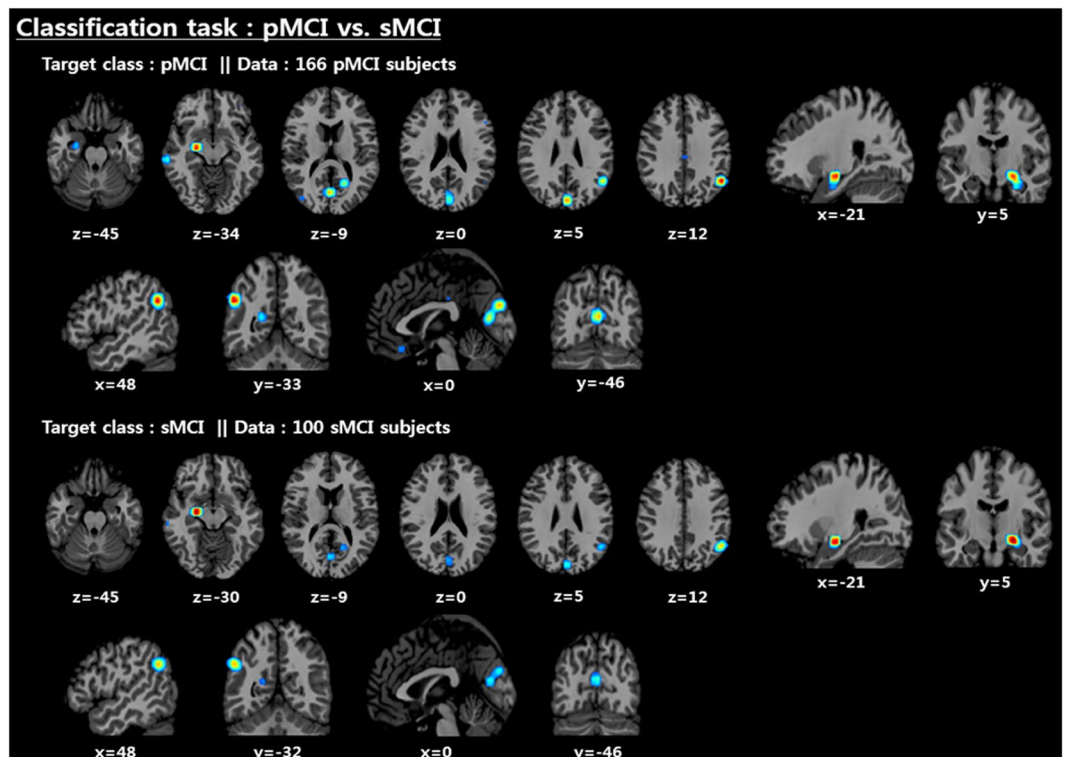 Classification task : pMCI vs. sMCI
Target class : pMCI || Data : 166 pMCI subjects
z=-45 z=-34 z=-9 z=0 z=5 z=12 x=-21 y=5
x=48 y=-33 x=0 y=-46
Target class : sMCI || Data : 100 sMCI subjects
z=-45 z=-30 z=-9 z=0 z=5 z=12 x=-21 y=5
x=48 y=-32 x=0 y=-46